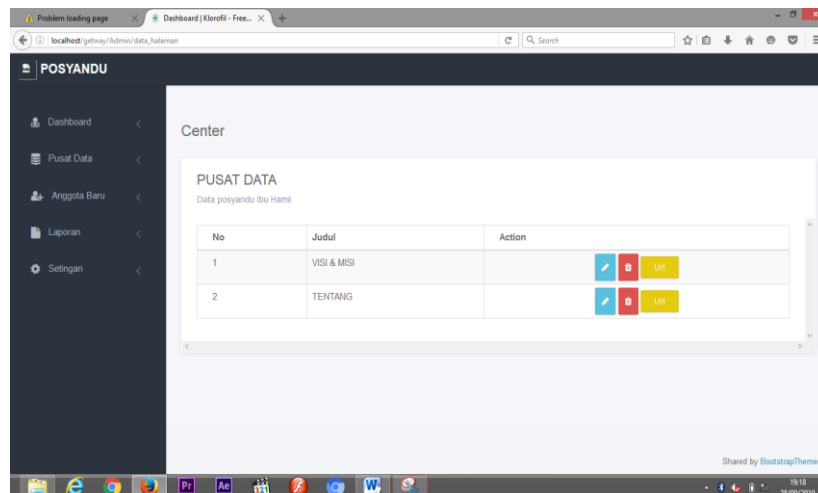 Problem loading page
Dashboard | Klorofil - Free...
localhost/getway/Admin/data_halaman
Search
POSYANDU
Dashboard
Pusat Data
Anggota Baru
Laporan
Setingan
Center
PUSAT DATA
Data posyandu Ibu Hamil
No Judul Action
1 VISI & MISI Url
2 TENTANG Url
Shared by BootstrapTheme
Pr Ae W
19:18